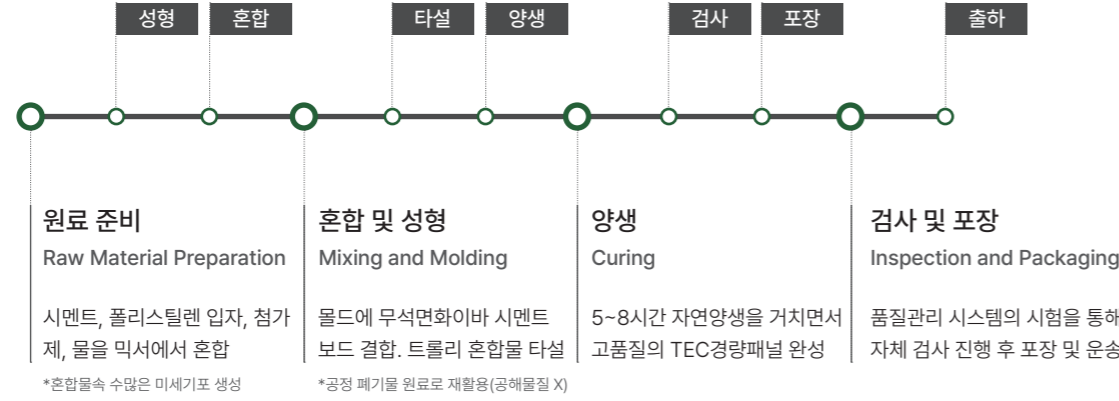 성형
혼합
타설
양생
검사
포장
출하
원료 준비
Raw Material Preparation
시멘트, 폴리스틸렌 입자, 첨가
제, 물을 믹서에서 혼합
*혼합물속 수많은 미세기포 생성
혼합 및 성형
Mixing and Molding
몰드에 무석면화이바 시멘트
보드 결합. 트롤리 혼합물 타설
*공정 폐기물 원료로 재활용(공해물질 X)
양생
Curing
5~8시간 자연양생을 거치면서
고품질의 TEC경량패널 완성
검사 및 포장
Inspection and Packaging
품질관리 시스템의 시험을 통해
자체 검사 진행 후 포장 및 운송